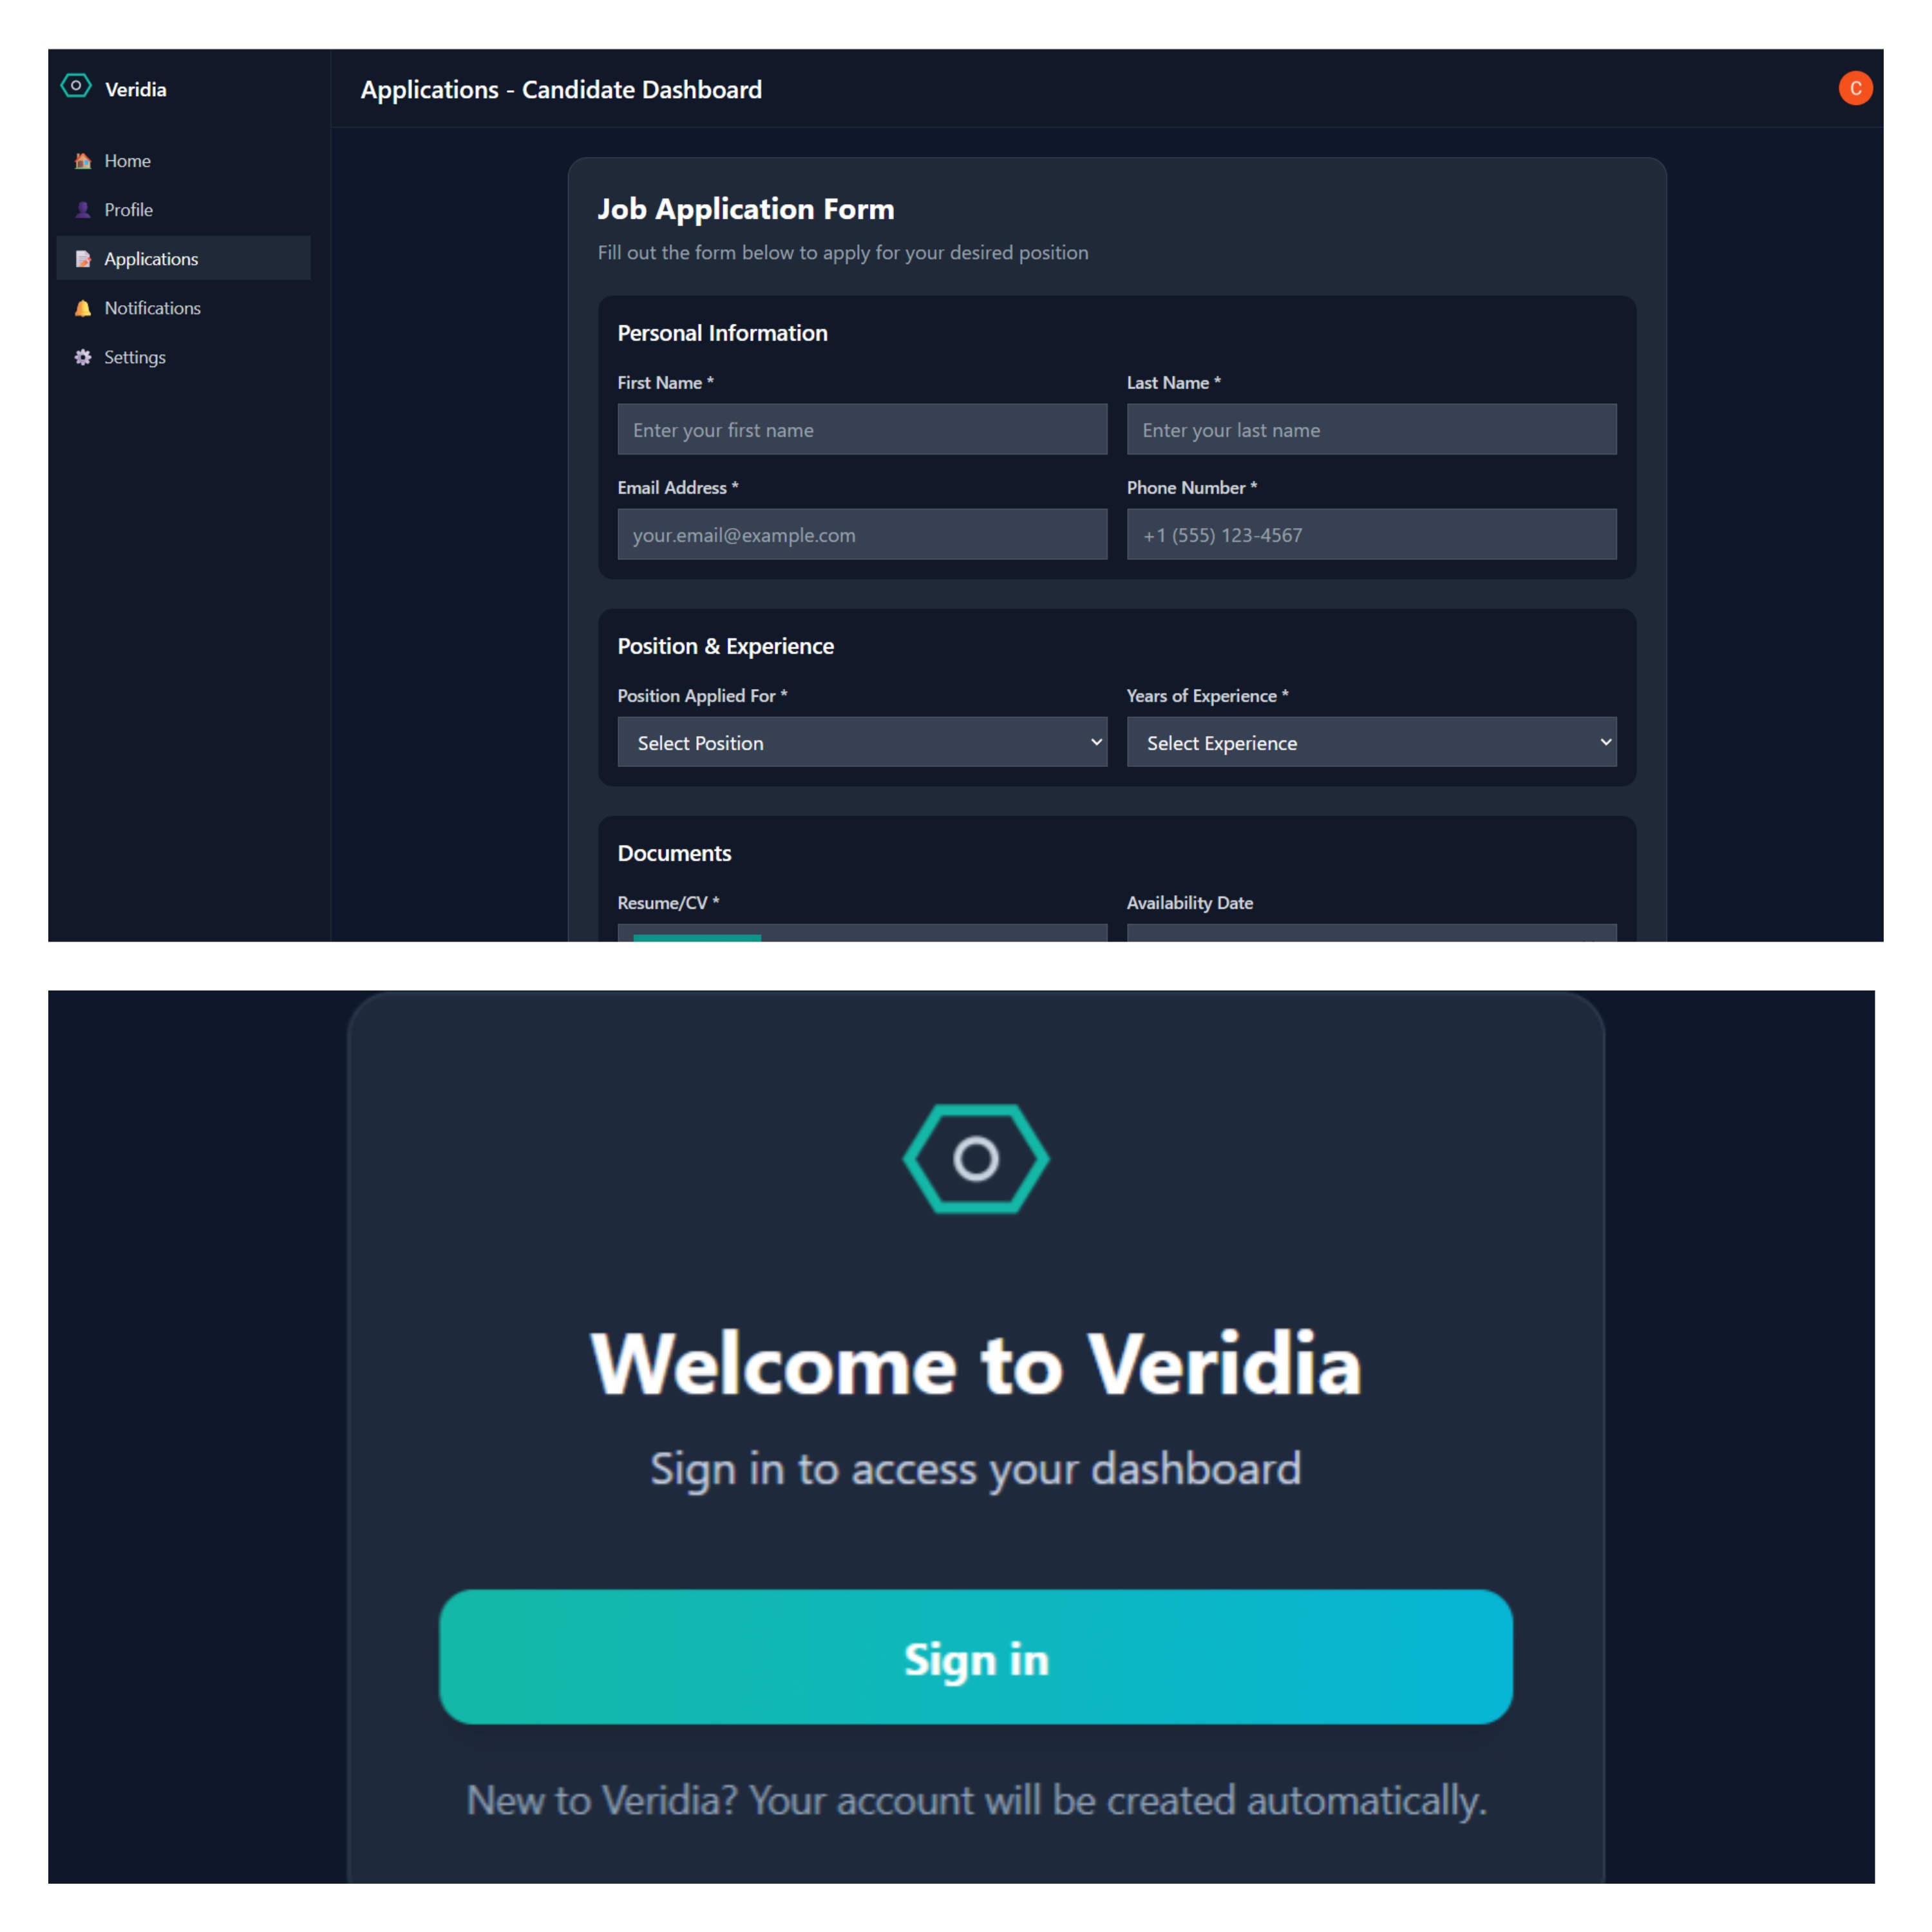 Veridia
Applications - Candidate Dashboard
C
Home
Profile
Applications
Notifications
Settings
Job Application Form
Fill out the form below to apply for your desired position
Personal Information
First Name *
Last Name *
Enter your first name
Enter your last name
Email Address *
Phone Number *
your.email@example.com
+1 (555) 123-4567
Position & Experience
Position Applied For *
Years of Experience *
Select Position
Select Experience
Documents
Resume/CV *
Availability Date
Welcome to Veridia
Sign in to access your dashboard
Sign in
New to Veridia? Your account will be created automatically.